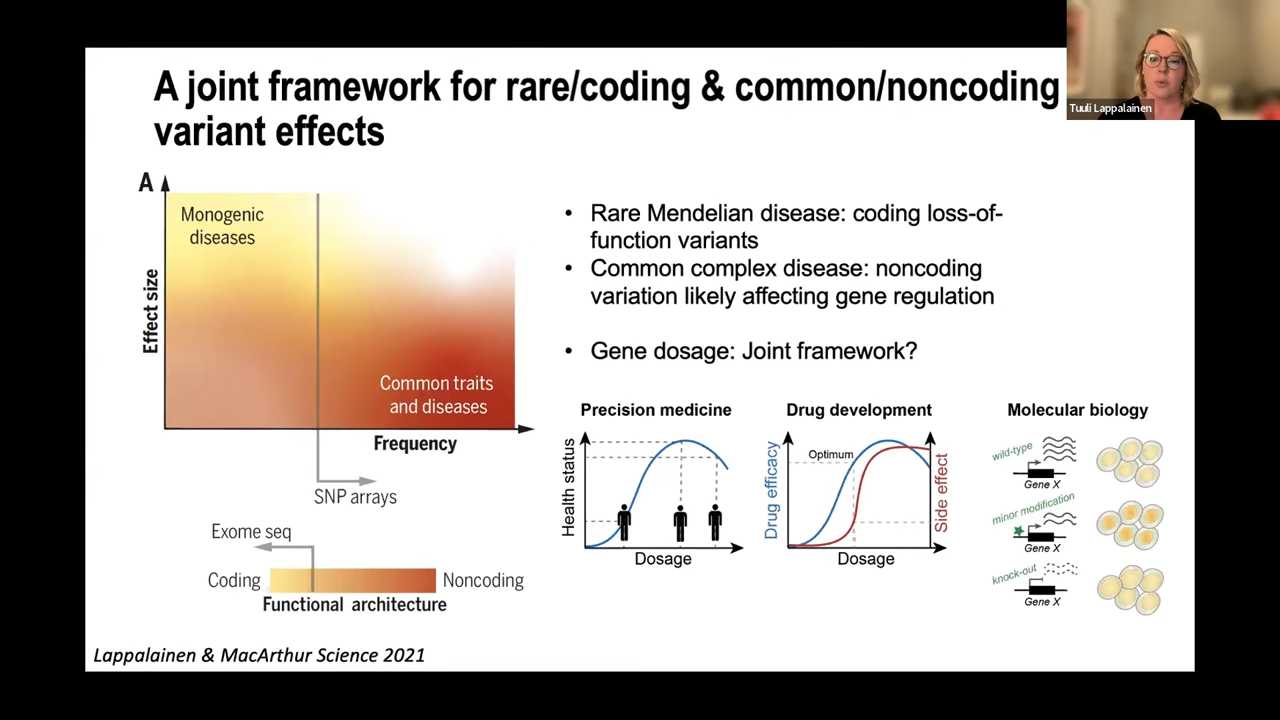 A joint framework for rare/coding & common/noncoding
variant effects
Tuuli Lappalainen
A
Monogenic
diseases
Effect size
Common traits
and diseases
Frequency
SNP arrays
Exome seq
Coding
Noncoding
Functional architecture
• Rare Mendelian disease: coding loss-of-
function variants
• Common complex disease: noncoding
variation likely affecting gene regulation
• Gene dosage: Joint framework?
Precision medicine
Health status
Dosage
Drug development
Drug efficacy
Optimum
Side effect
Dosage
Molecular biology
wild-type
Gene X
minor modification
Gene X
knock-out
Gene X
Lappalainen & MacArthur Science 2021